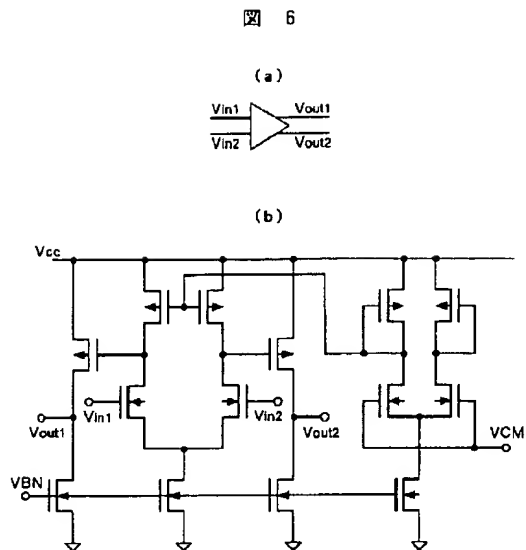 図 6
(a)
Vin1 Vout1
Vin2 Vout2
(b)
Vcc
Vin1 Vin2
Vout1 Vout2
VCM
VBN